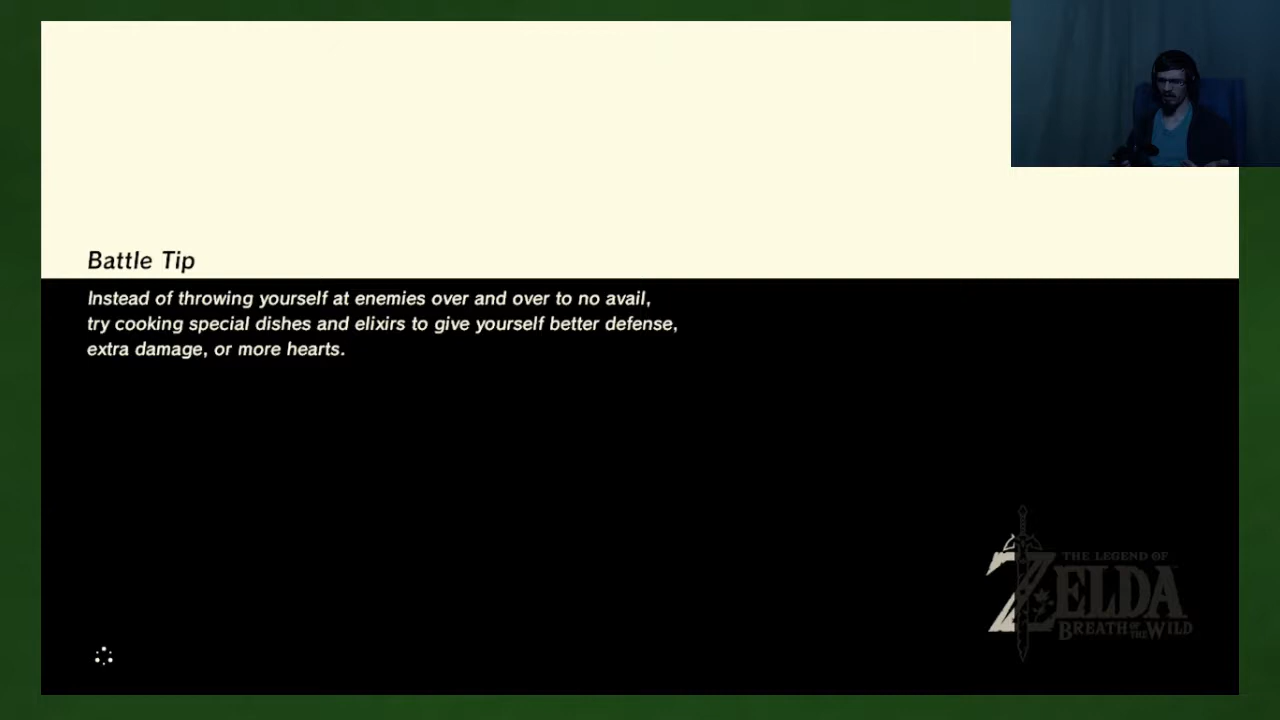 Battle Tip
Instead of throwing yourself at enemies over and over to no avail,
try cooking special dishes and elixirs to give yourself better defense,
extra damage, or more hearts.
THE LEGEND OF
ZELDA
BREATH OF THE WILD